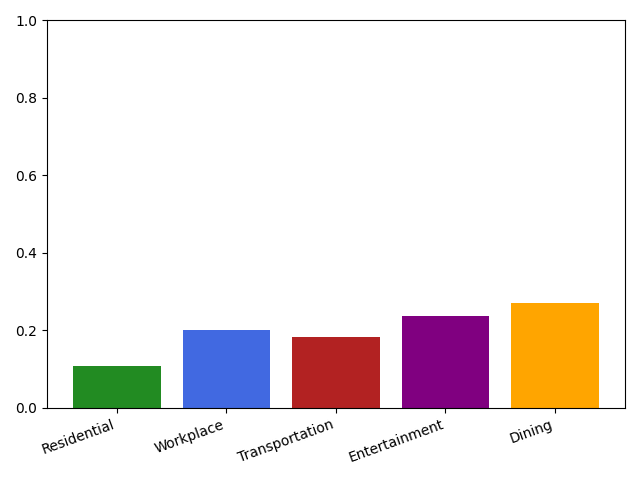 1.0
0.8
0.6
0.4
0.2
0.0
Residential
Workplace
Transportation
Entertainment
Dining